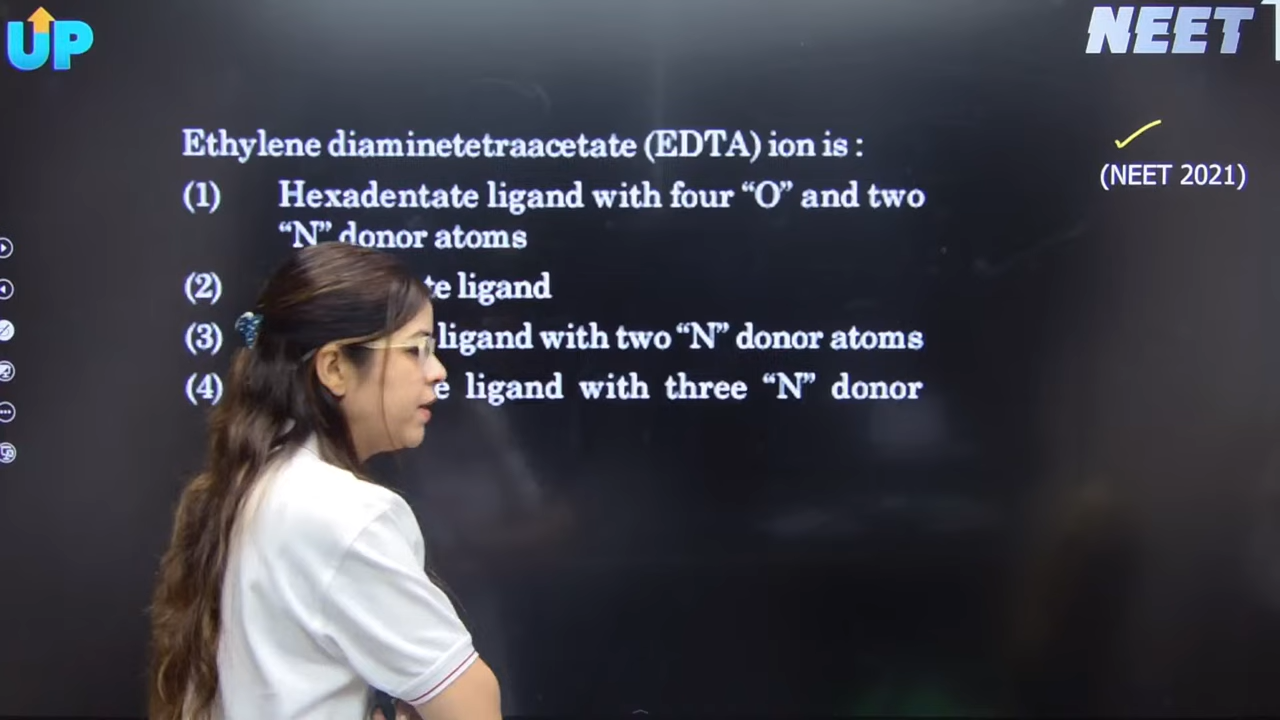 UP
NEET
Ethylene diaminetetraacetate (EDTA) ion is :
(NEET 2021)
(1) Hexadentate ligand with four “O” and two
“N” donor atoms
(2) ligand
(3) ligand with two “N” donor atoms
(4) ligand with three “N” donor